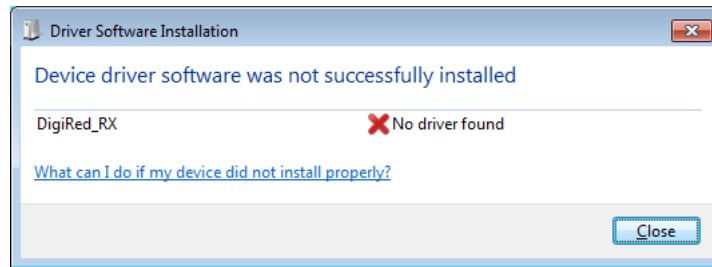 Driver Software Installation
Device driver software was not successfully installed
DigiRed_RX No driver found
What can I do if my device did not install properly?
Close